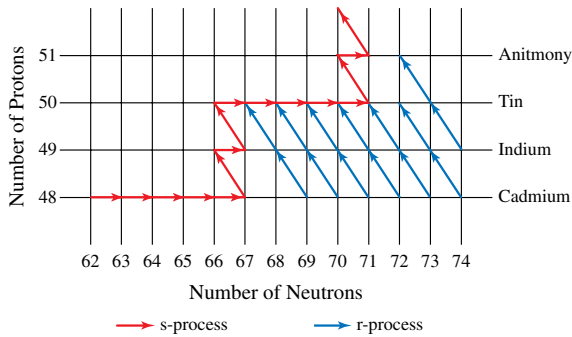 Number of Protons
51 Anitmony
50 Tin
49 Indium
48 Cadmium
62 63 64 65 66 67 68 69 70 71 72 73 74
Number of Neutrons
s-process r-process